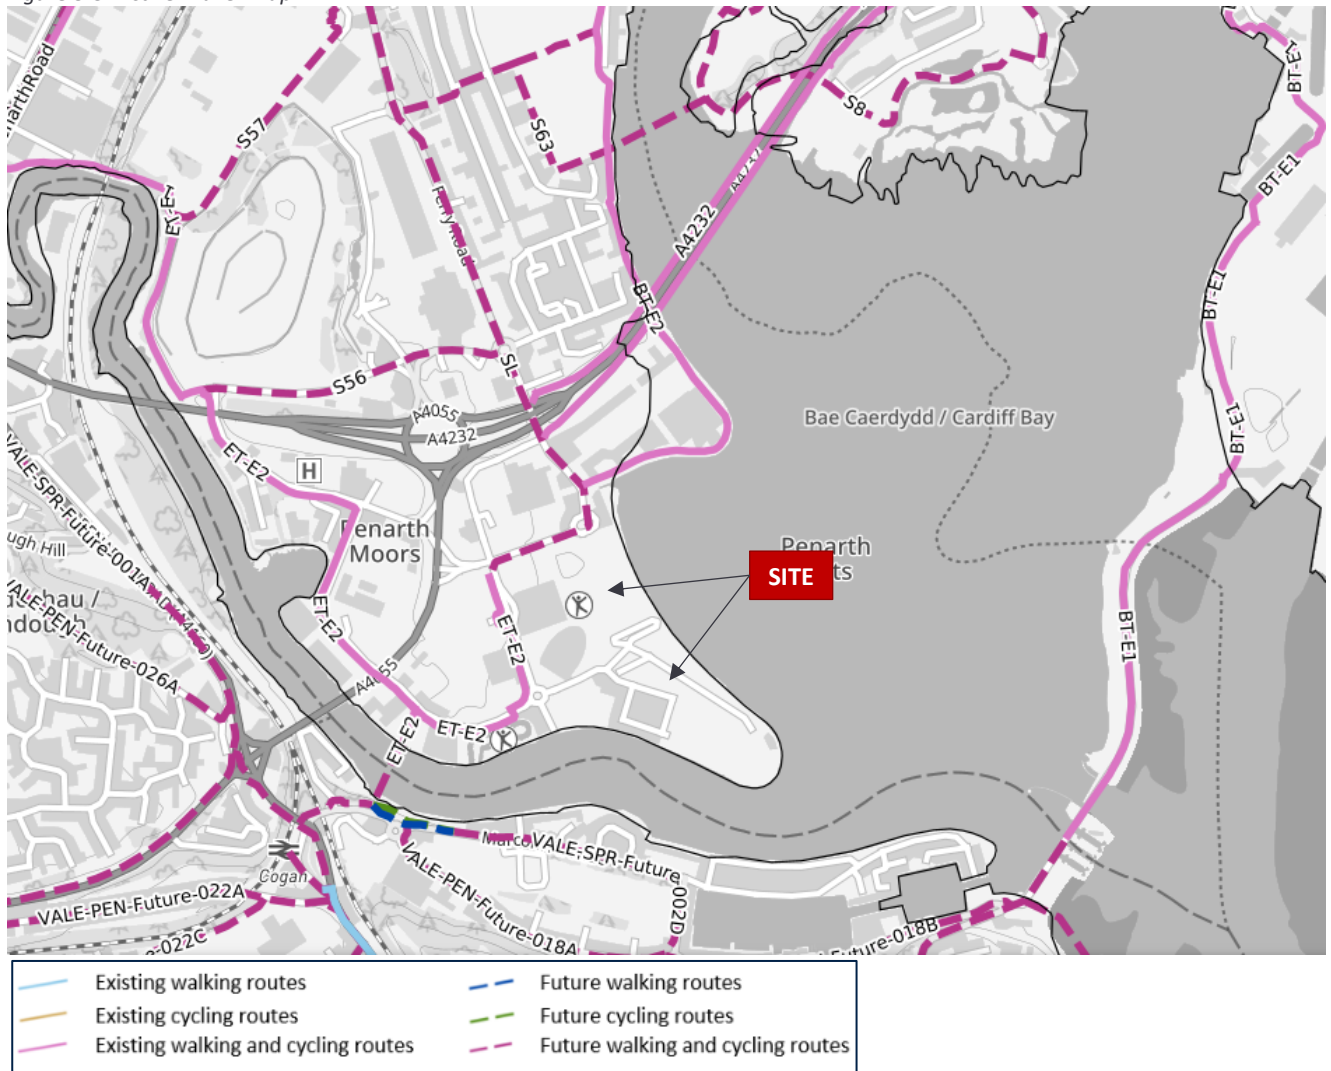 S57
S63
S8
BT-E1
BT-E1
ET-E1
Ferry Road
A4232
A4232
BT-E2
BT-E1
SL
S56
A4055
A4232
Bae Caerdydd / Cardiff Bay
BT-E1
ET-E2
H
Penarth
Moors
Penarth
SITE
VALE-SPR-Future-001A
ugh Hill
VALE-PEN-Future-026A
ET-E2
ET-E2
BT-E1
A4055
ET-E2
ET-E2
Cogan
VALE-SPR-Future-002D
VALE-PEN-Future-022A
-022C
VALE-PEN-Future-018A
Future-018B
Existing walking routes
Existing cycling routes
Existing walking and cycling routes
Future walking routes
Future cycling routes
Future walking and cycling routes